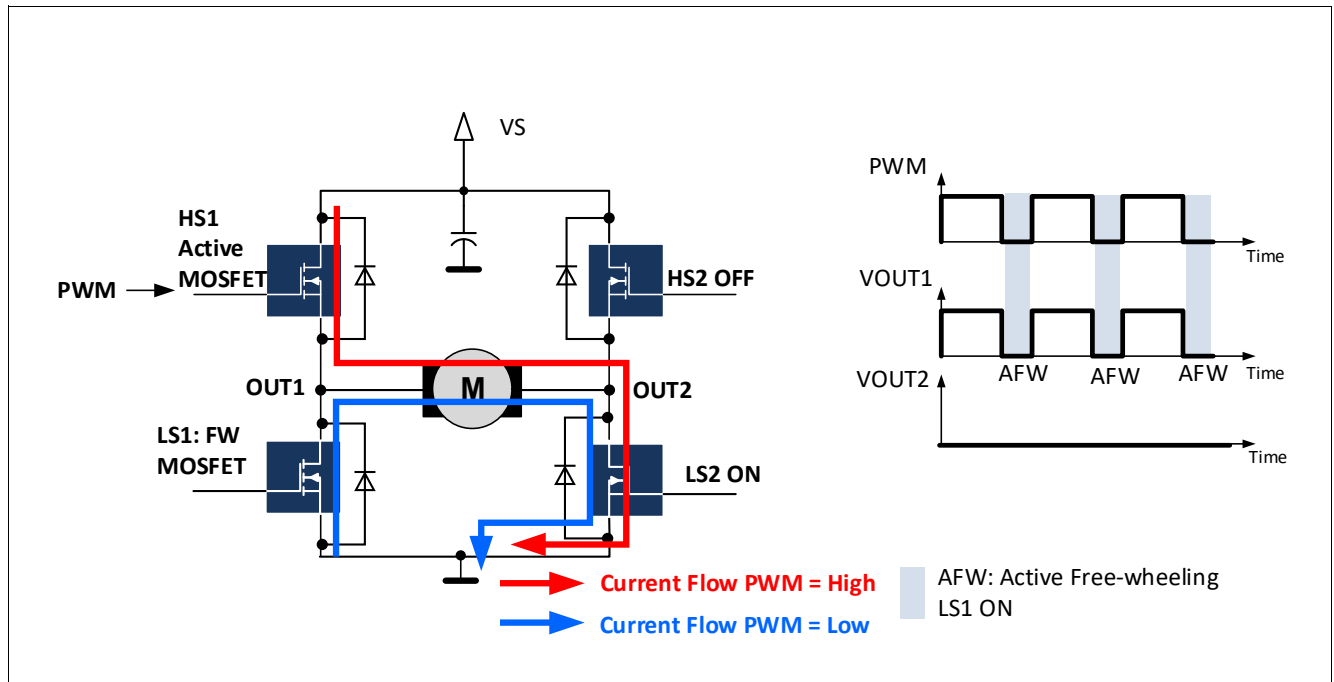 VS
HS1
Active
MOSFET
PWM
HS2 OFF
OUT1
M
OUT2
LS1: FW
MOSFET
LS2 ON
Current Flow PWM = High
Current Flow PWM = Low
PWM
Time
VOUT1
AFW
AFW
AFW
Time
VOUT2
Time
AFW: Active Free-wheeling
LS1 ON